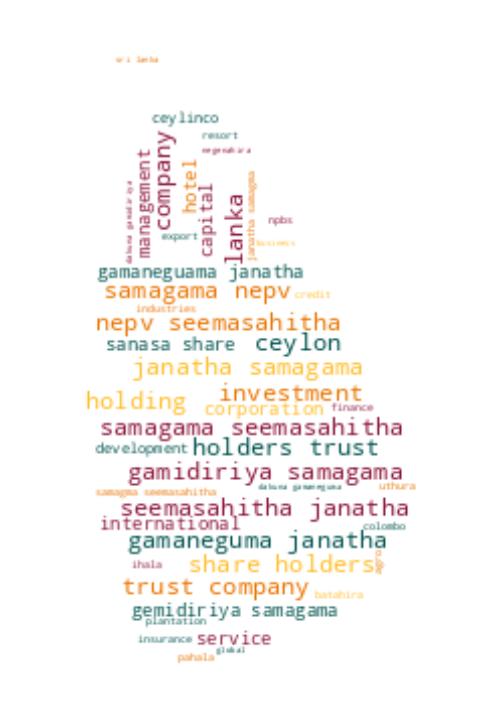 sri lanka
ceylinco
resort
negenahira
company
management
hotel
janatha samagma
dakuna gamidiriya
capital
lanka
npbs
export
business
gamaneguama janatha
samagama nepv
credit
industries
nepv seemasahitha
sanasa share
ceylon
janatha samagama
investment
holding
corporation
finance
samagama seemasahitha
development
holders trust
gamidiriya samagama
dakuna gamaneguma
uthura
samagma seemasahitha
seemasahitha janatha
international
colombo
gamaneguma janatha
agro
ihala
share holders
trust company
batahira
gemidiriya samagama
plantation
insurance
service
global
pahala